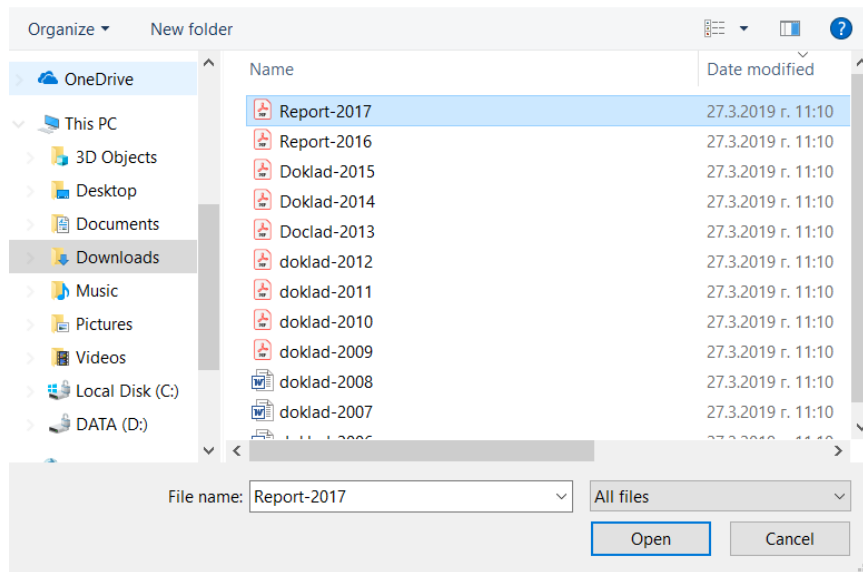 Organize New folder ?
Name Date modified
OneDrive
This PC
3D Objects
Desktop
Documents
Downloads
Music
Pictures
Videos
Local Disk (C:)
DATA (D:)
Report-2017 27.3.2019 г. 11:10
Report-2016 27.3.2019 г. 11:10
Doklad-2015 27.3.2019 г. 11:10
Doklad-2014 27.3.2019 г. 11:10
Doclad-2013 27.3.2019 г. 11:10
doklad-2012 27.3.2019 г. 11:10
doklad-2011 27.3.2019 г. 11:10
doklad-2010 27.3.2019 г. 11:10
doklad-2009 27.3.2019 г. 11:10
doklad-2008 27.3.2019 г. 11:10
doklad-2007 27.3.2019 г. 11:10
File name: Report-2017 All files
Open Cancel